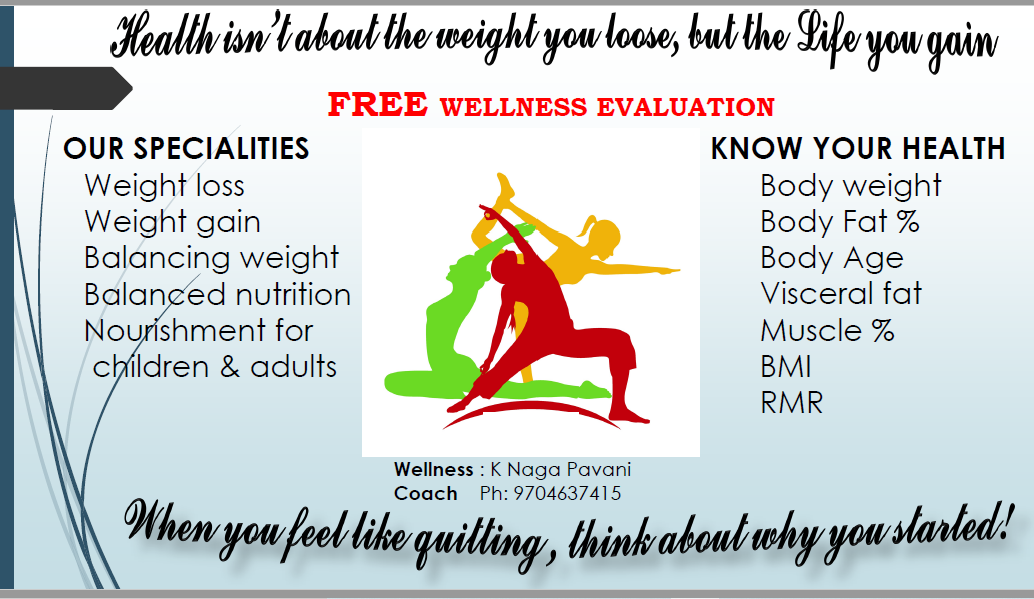 Health isn't about the weight you loose, but the Life you gain
FREE WELLNESS EVALUATION
OUR SPECIALITIES
Weight loss
Weight gain
Balancing weight
Balanced nutrition
Nourishment for
children & adults
KNOW YOUR HEALTH
Body weight
Body Fat %
Body Age
Visceral fat
Muscle %
BMI
RMR
Wellness : K Naga Pavani
Coach Ph: 9704637415
When you feel like quitting, think about why you started!